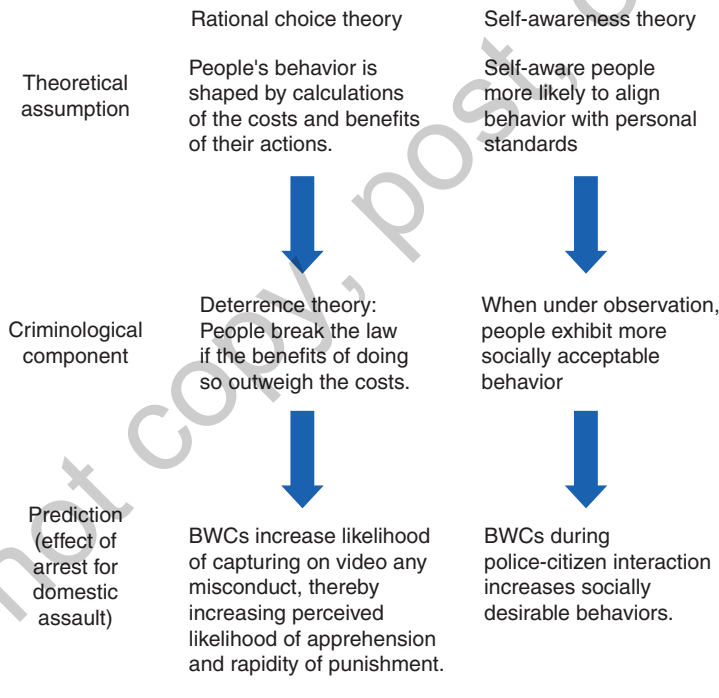 Rational choice theory
Self-awareness theory
Theoretical
assumption
People's behavior is
shaped by calculations
of the costs and benefits
of their actions.
Self-aware people
more likely to align
behavior with personal
standards
Criminological
component
Deterrence theory:
People break the law
if the benefits of doing
so outweigh the costs.
When under observation,
people exhibit more
socially acceptable
behavior
Prediction
(effect of
arrest for
domestic
assault)
BWCs increase likelihood
of capturing on video any
misconduct, thereby
increasing perceived
likelihood of apprehension
and rapidity of punishment.
BWCs during
police-citizen interaction
increases socially
desirable behaviors.
not copy, post,